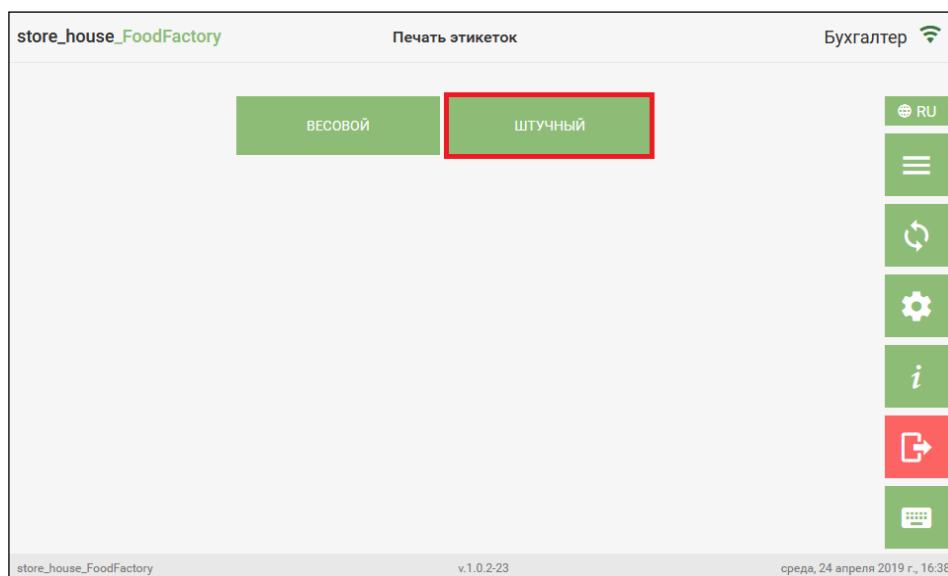 store_house_FoodFactory Печать этикеток Бухгалтер
RU
ВЕСОВОЙ ШТУЧНЫЙ
store_house_FoodFactory v.1.0.2-23 среда, 24 апреля 2019 г., 16:38